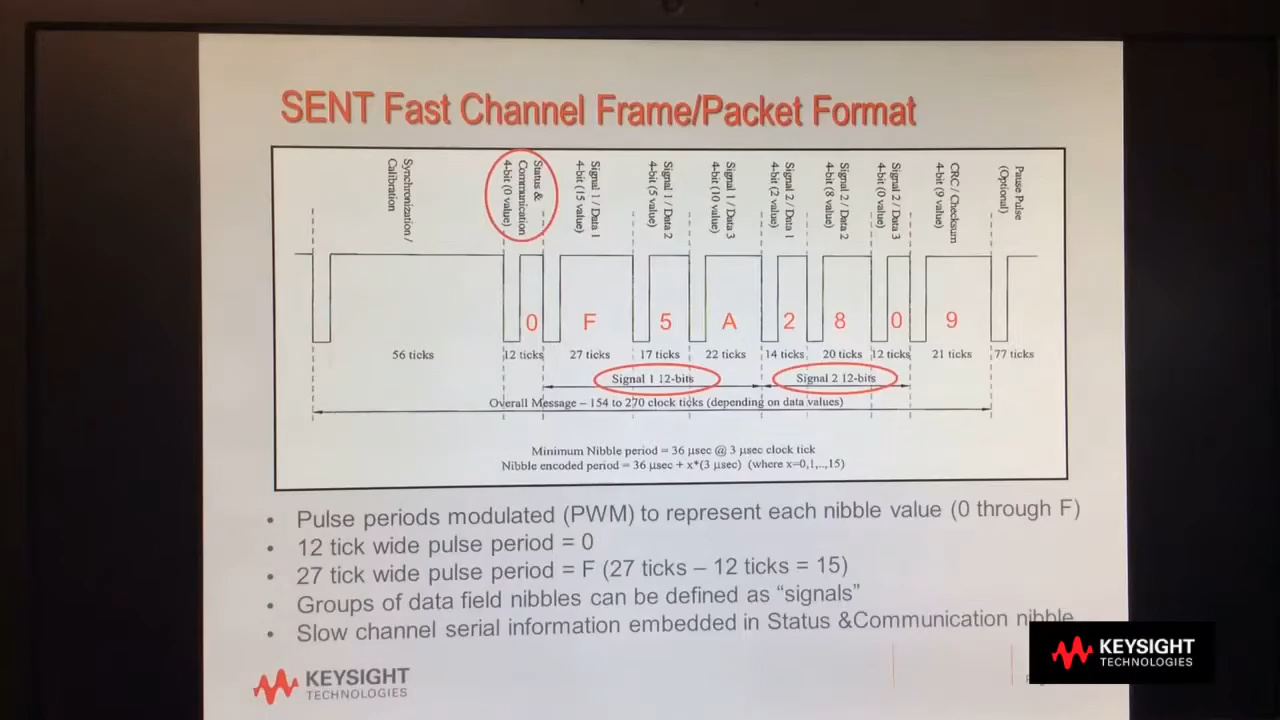 SENT Fast Channel Frame/Packet Format
Synchronization /
Calibration
Status &
Communication
4-bit (0 value)
Signal 1 / Data 1
4-bit (15 value)
Signal 1 / Data 2
4-bit (5 value)
Signal 1 / Data 3
4-bit (10 value)
Signal 2 / Data 1
4-bit (2 value)
Signal 2 / Data 2
4-bit (8 value)
Signal 2 / Data 3
4-bit (0 value)
CRC / Checksum
4-bit (9 value)
Pause Pulse
(Optional)
0 F 5 A 2 8 0 9
56 ticks 12 ticks 27 ticks 17 ticks 22 ticks 14 ticks 20 ticks 12 ticks 21 ticks 77 ticks
Signal 1 12-bits Signal 2 12-bits
Overall Message – 154 to 270 clock ticks (depending on data values)
Minimum Nibble period = 36 µsec @ 3 µsec clock tick
Nibble encoded period = 36 µsec + x*(3 µsec) (where x=0,1,..,15)
• Pulse periods modulated (PWM) to represent each nibble value (0 through F)
• 12 tick wide pulse period = 0
• 27 tick wide pulse period = F (27 ticks – 12 ticks = 15)
• Groups of data field nibbles can be defined as “signals”
• Slow channel serial information embedded in Status &Communication nibble
KEYSIGHT
TECHNOLOGIES
KEYSIGHT
TECHNOLOGIES